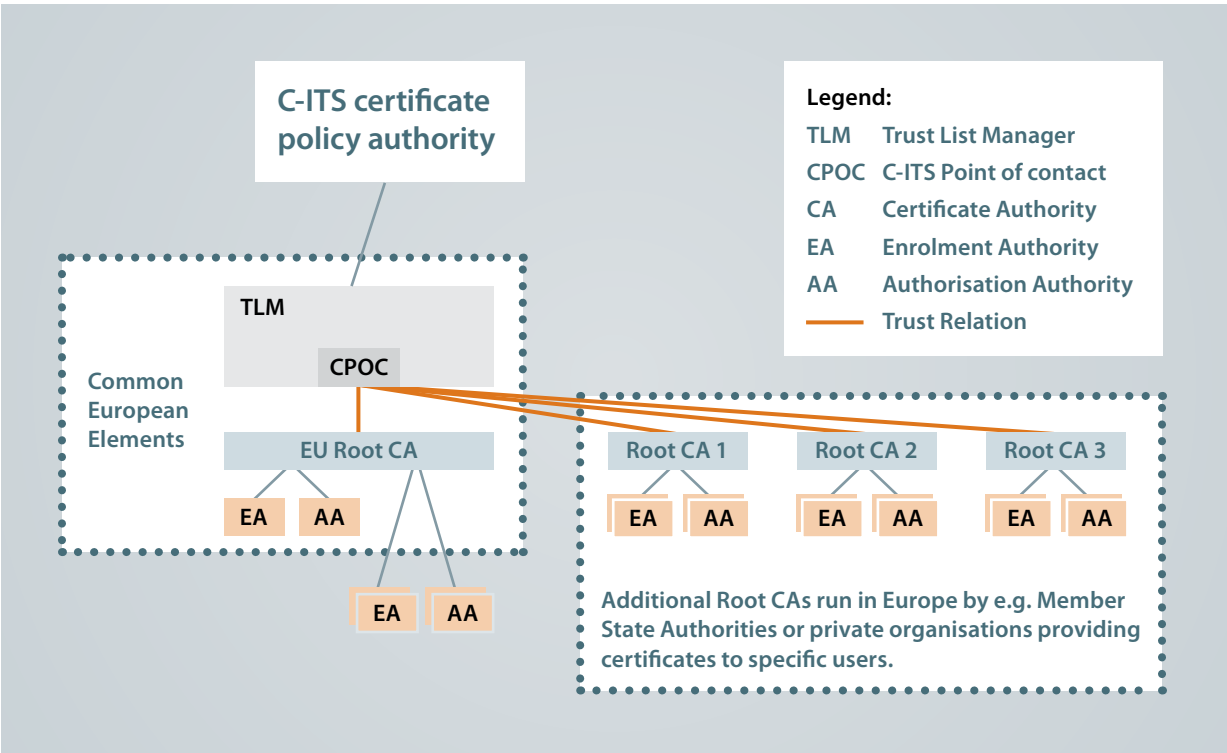 C-ITS certificate
policy authority
Legend:
TLM Trust List Manager
CPOC C-ITS Point of contact
CA Certificate Authority
EA Enrolment Authority
AA Authorisation Authority
Trust Relation
TLM
CPOC
Common
European
Elements
EU Root CA
EA AA
EA AA
Root CA 1 Root CA 2 Root CA 3
EA AA EA AA EA AA
Additional Root CAs run in Europe by e.g. Member
State Authorities or private organisations providing
certificates to specific users.